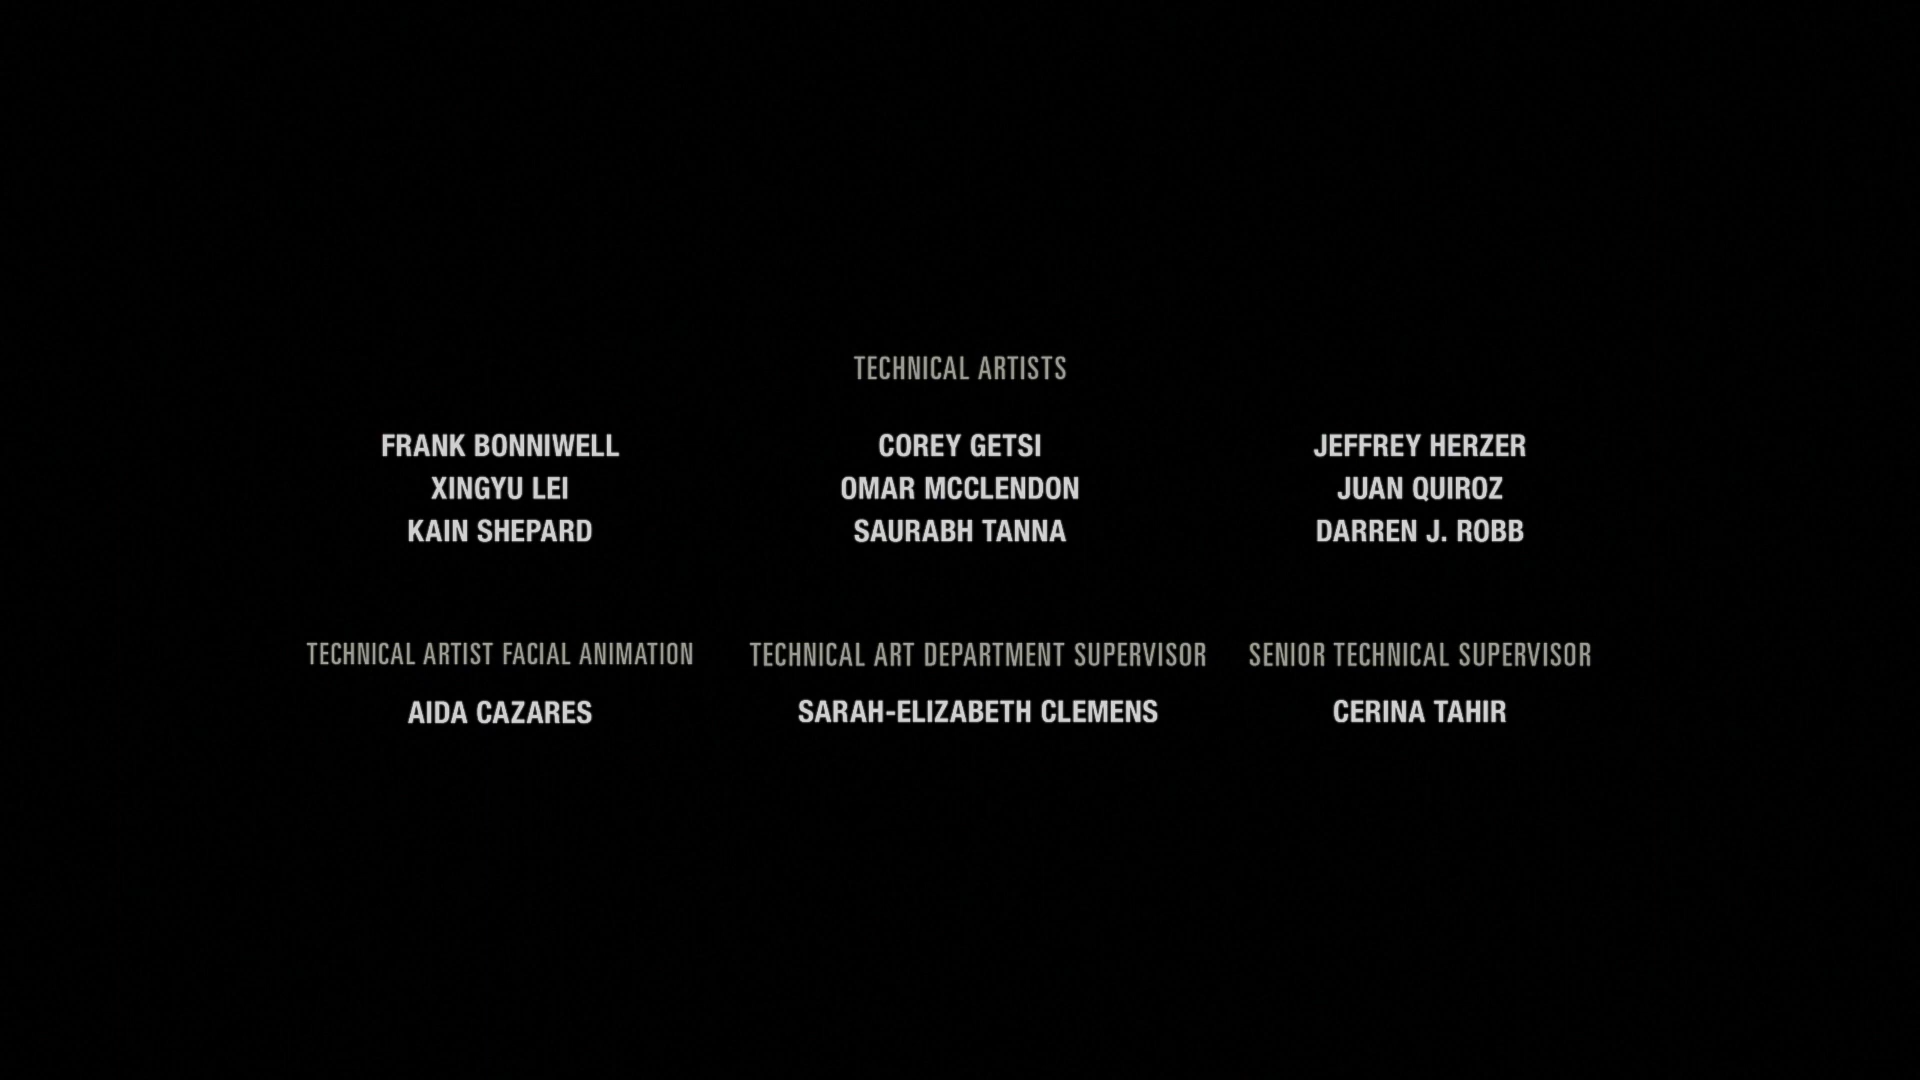 TECHNICAL ARTISTS
FRANK BONNIWELL COREY GETSI JEFFREY HERZER
XINGYU LEI OMAR MCCLENDON JUAN QUIROZ
KAIN SHEPARD SAURABH TANNA DARREN J. ROBB
TECHNICAL ARTIST FACIAL ANIMATION TECHNICAL ART DEPARTMENT SUPERVISOR SENIOR TECHNICAL SUPERVISOR
AIDA CAZARES SARAH-ELIZABETH CLEMENS CERINA TAHIR